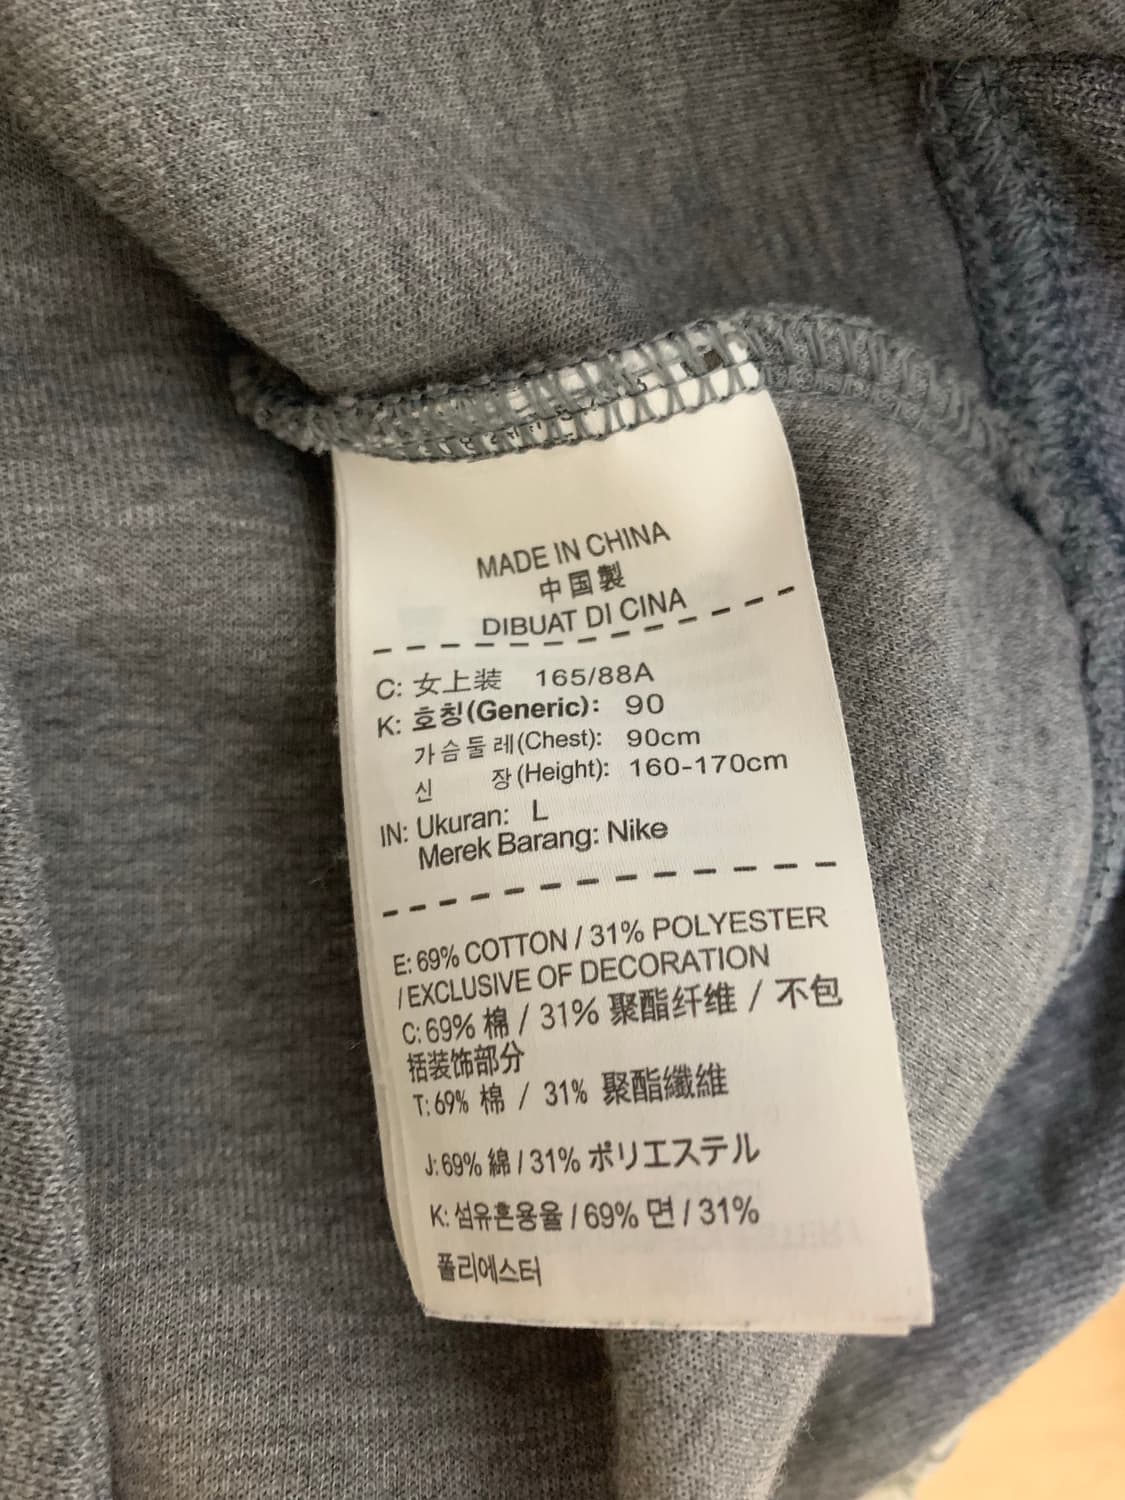 MADE IN CHINA
中国製
DIBUAT DI CINA
C: 女上装 165/88A
K: 호칭(Generic): 90
가슴둘레(Chest): 90cm
신 장(Height): 160-170cm
IN: Ukuran: L
Merek Barang: Nike
E: 69% COTTON / 31% POLYESTER
/ EXCLUSIVE OF DECORATION
C: 69% 棉 / 31% 聚酯纤维 / 不包
括装饰部分
T: 69% 棉 / 31% 聚酯纖維
J: 69% 綿 / 31% ポリエステル
K: 섬유혼용율 / 69% 면 / 31%
폴리에스터